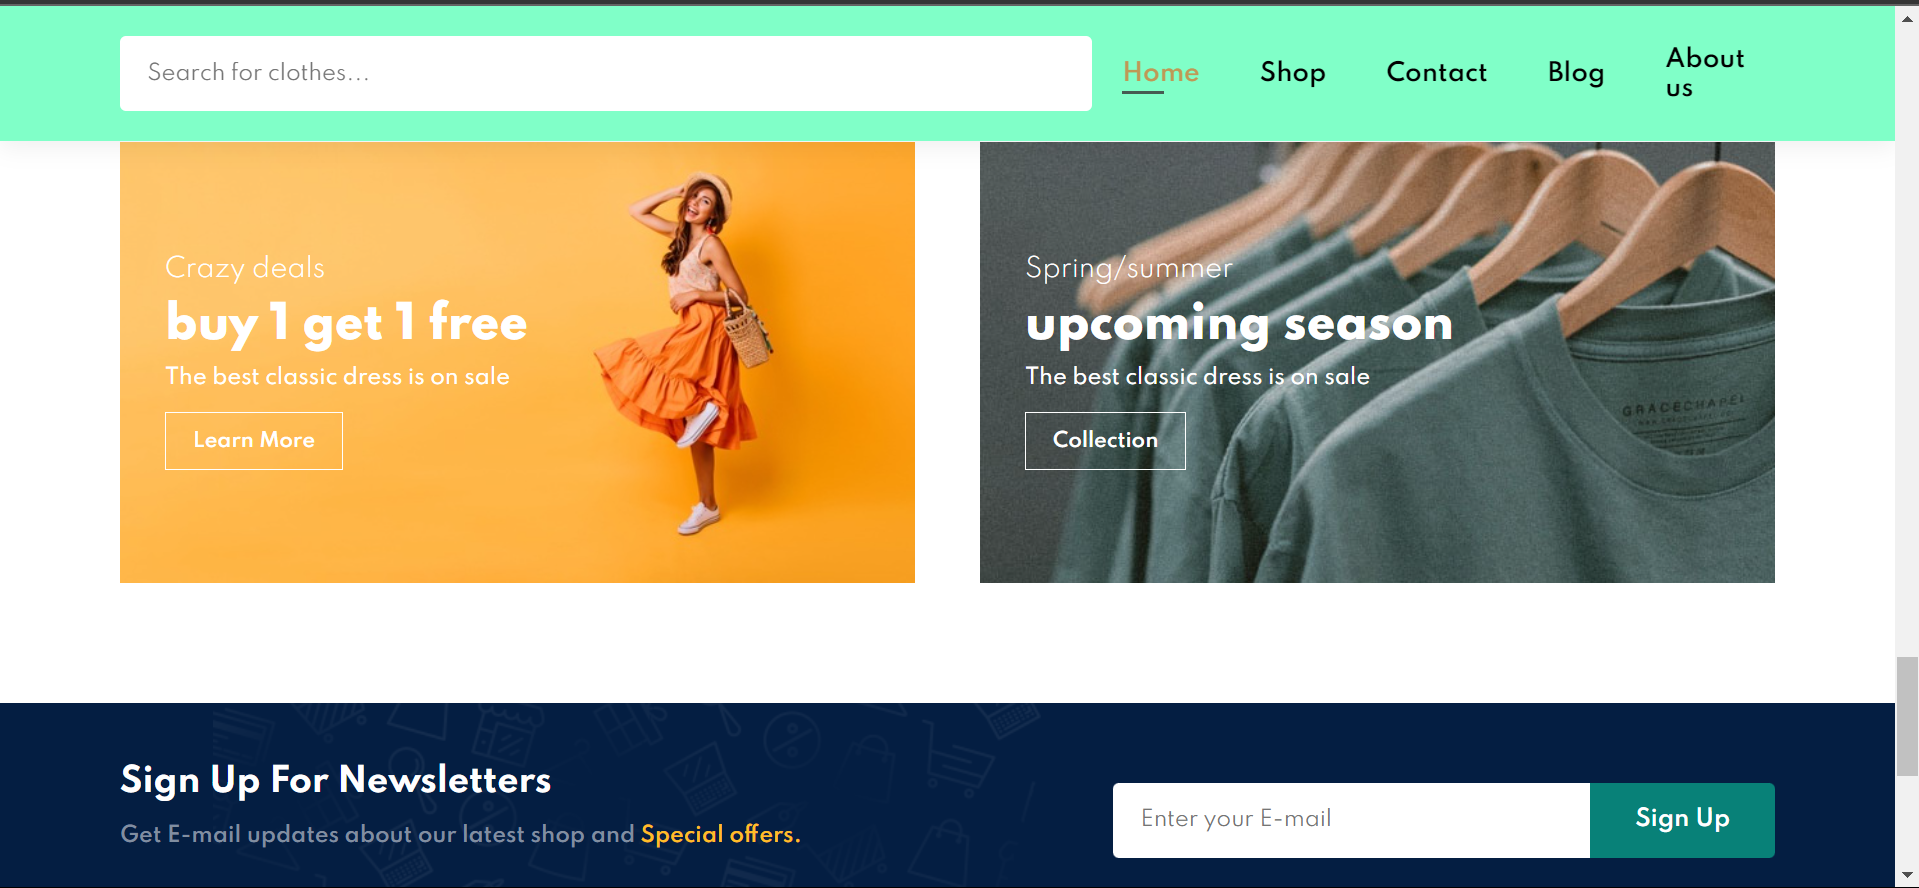 Search for clothes...
Home
Shop
Contact
Blog
About
us
Crazy deals
buy 1 get 1 free
The best classic dress is on sale
Learn More
Spring/summer
upcoming season
The best classic dress is on sale
Collection
GRACECHAPEL
Sign Up For Newsletters
Get E-mail updates about our latest shop and Special offers.
Enter your E-mail
Sign Up